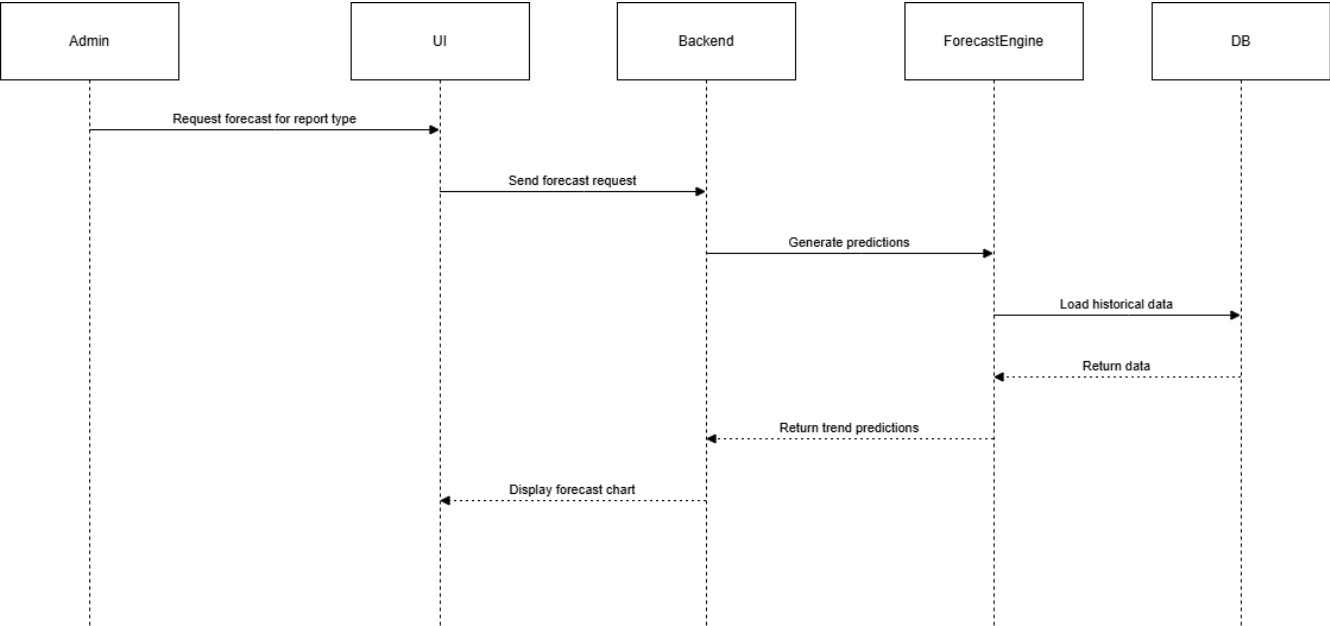 Admin
UI
Backend
ForecastEngine
DB
Request forecast for report type
Send forecast request
Generate predictions
Load historical data
Return data
Return trend predictions
Display forecast chart